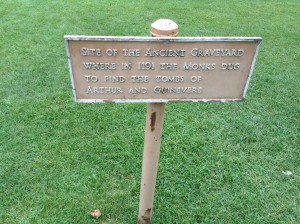 Site of the Ancient Graveyard
where in 1191 the Monks dug
to find the tombs of
Arthur and Guinevere